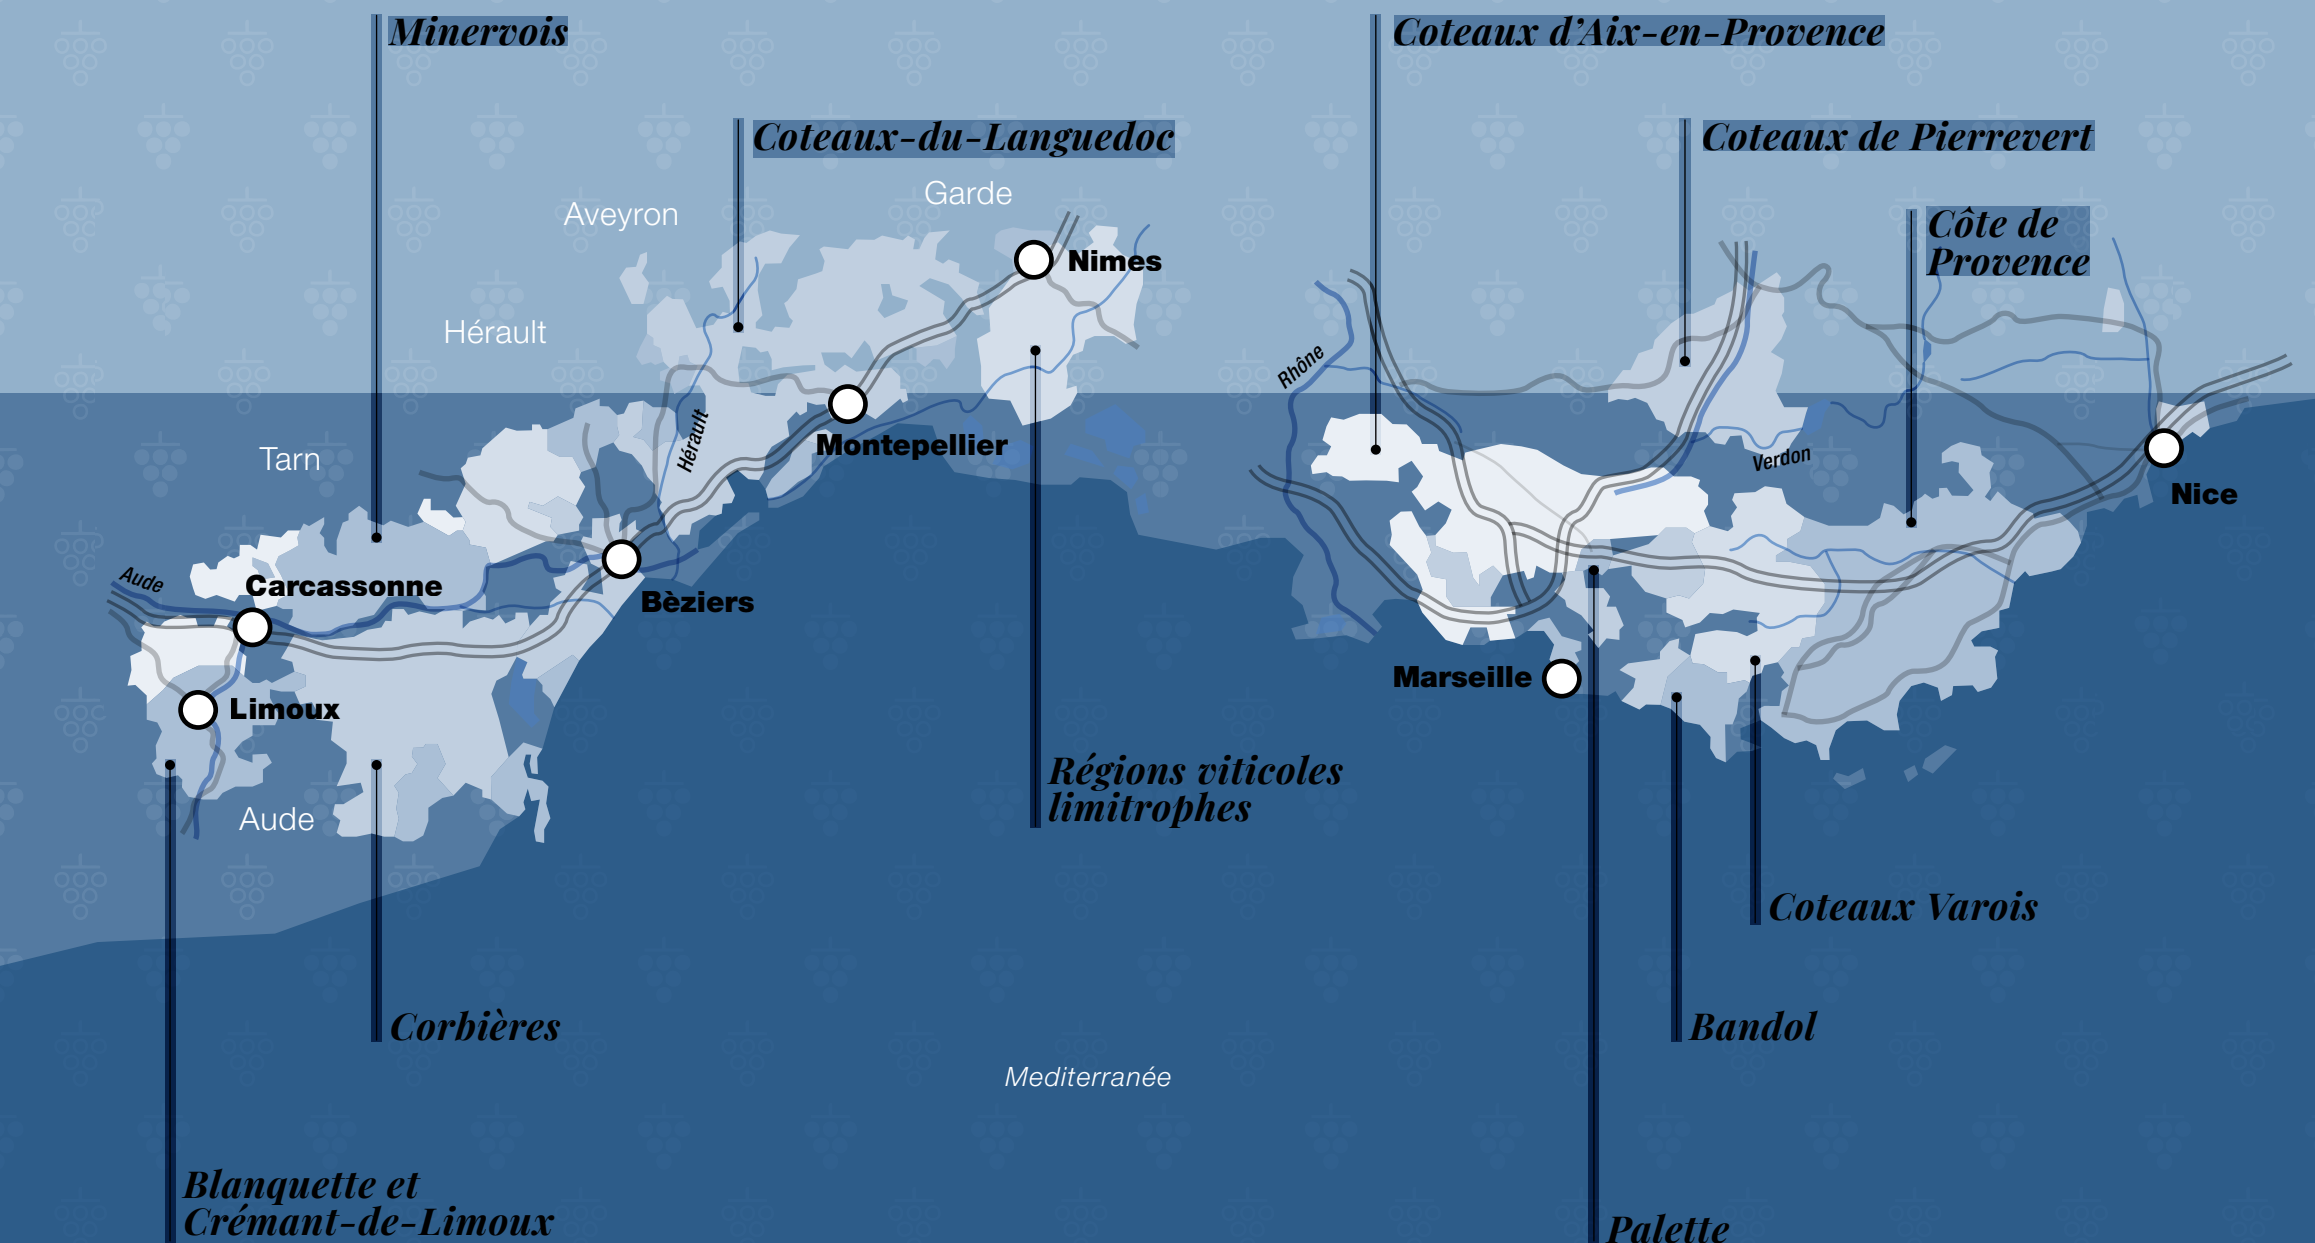 Minervois
Coteaux d’Aix-en-Provence
Coteaux-du-Languedoc
Coteaux de Pierrevert
Garde
Aveyron
Côte de
Provence
Nimes
Hérault
Rhône
Hérault
Montepellier
Tarn
Verdon
Nice
Aude
Carcassonne
Bèziers
Marseille
Limoux
Régions viticoles
limitrophes
Aude
Coteaux Varois
Corbières
Bandol
Mediterranée
Blanquette et
Crémant-de-Limoux
Palette